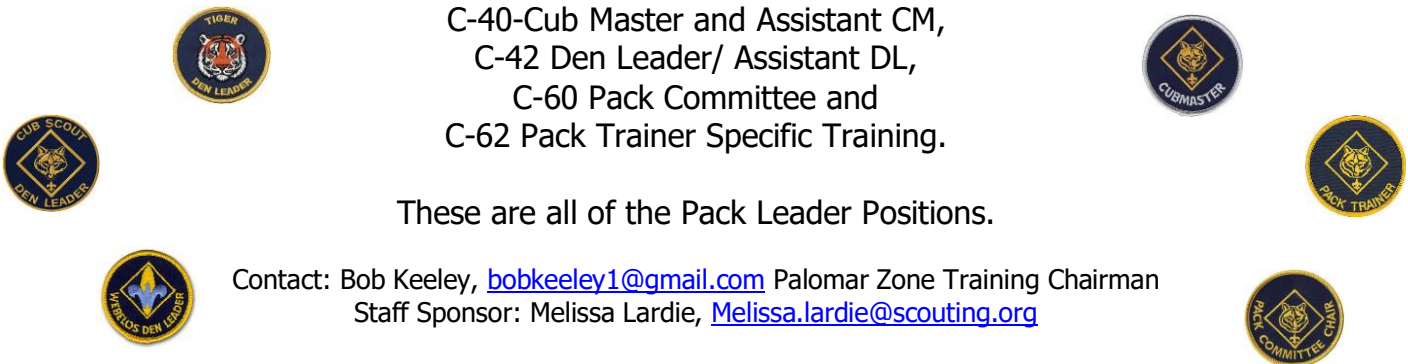 C-40-Cub Master and Assistant CM,
C-42 Den Leader/ Assistant DL,
C-60 Pack Committee and
C-62 Pack Trainer Specific Training.
These are all of the Pack Leader Positions.
Contact: Bob Keeley, bobkeeley1@gmail.com Palomar Zone Training Chairman
Staff Sponsor: Melissa Lardie, Melissa.lardie@scouting.org
TIGER
DEN LEADER
CUB SCOUT
DEN LEADER
WEBELOS DEN LEADER
CUBMASTER
PACK TRAINER
PACK COMMITTEE CHAIR